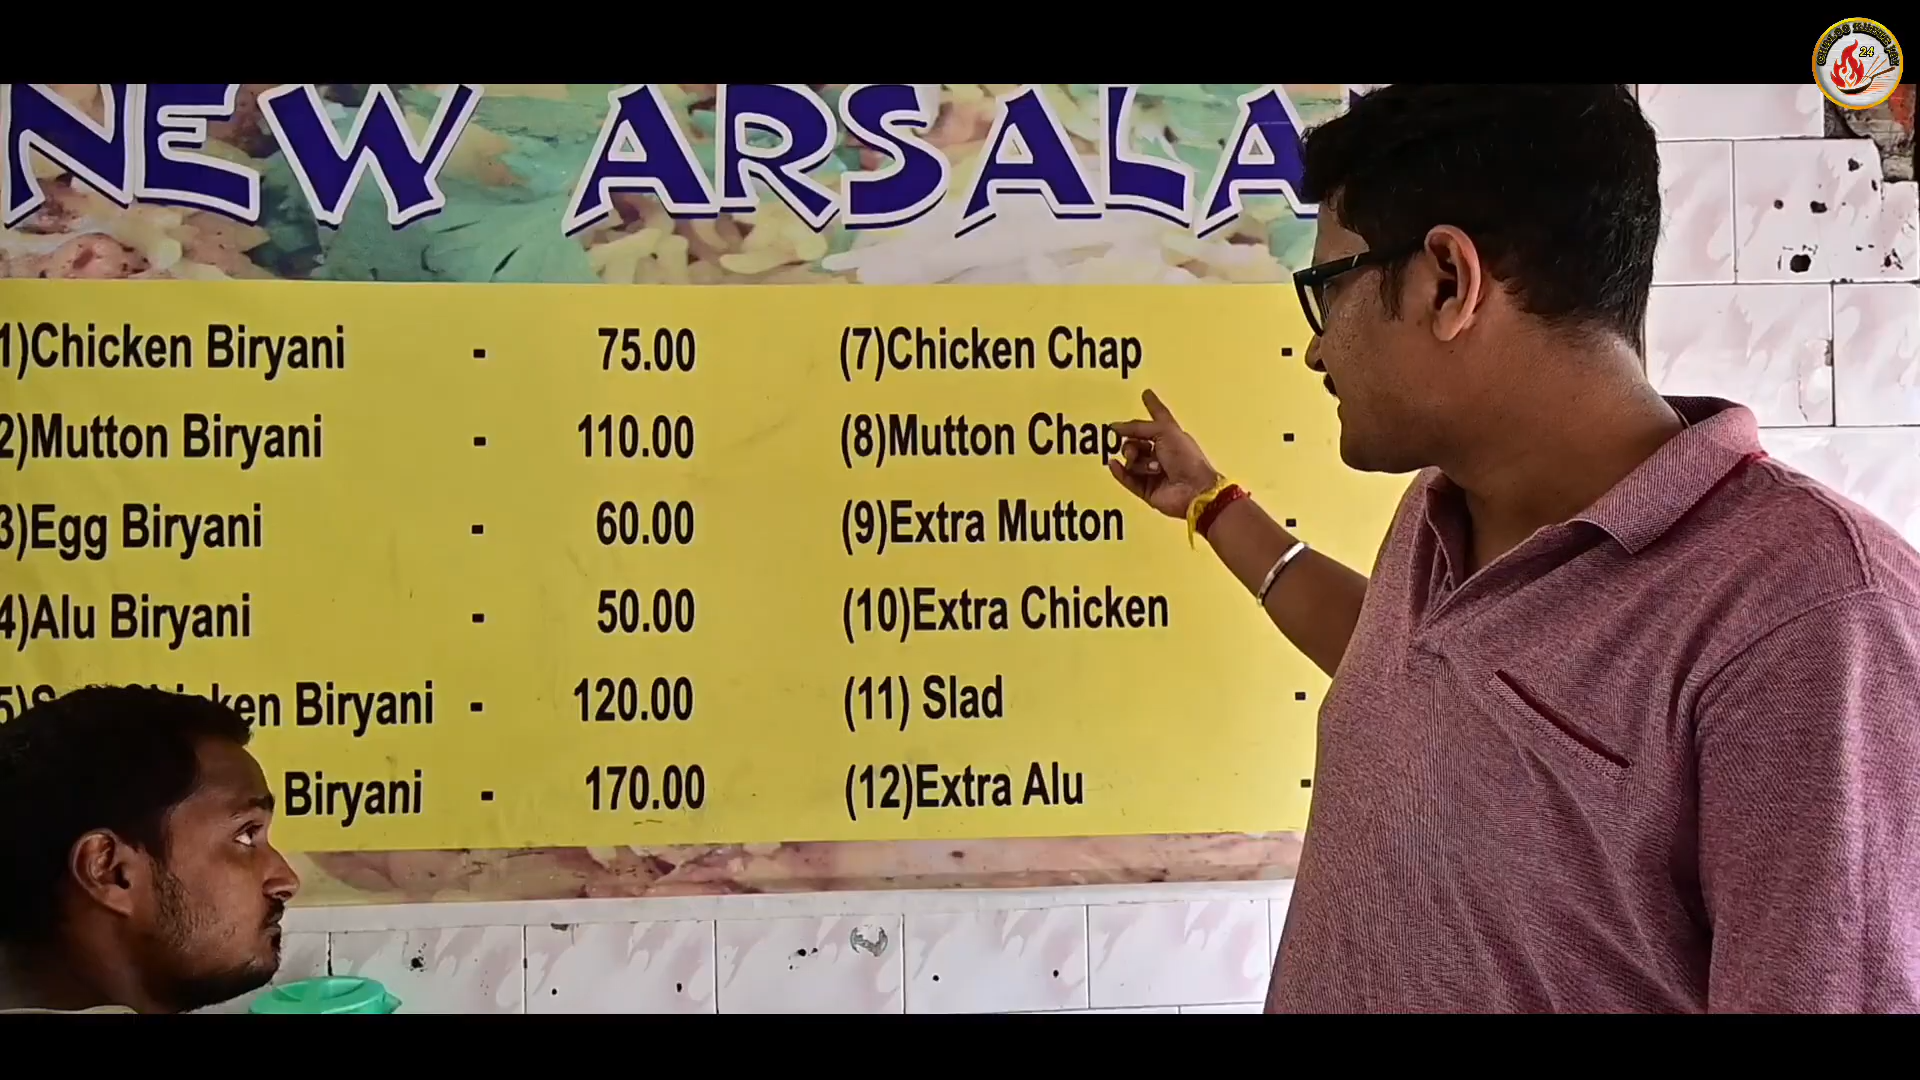 NEW ARSALA
1)Chicken Biryani - 75.00
2)Mutton Biryani - 110.00
3)Egg Biryani - 60.00
4)Alu Biryani - 50.00
5) Biryani - 120.00
Biryani - 170.00
(7)Chicken Chap -
(8)Mutton Chap -
(9)Extra Mutton -
(10)Extra Chicken
(11) Slad -
(12)Extra Alu -
24